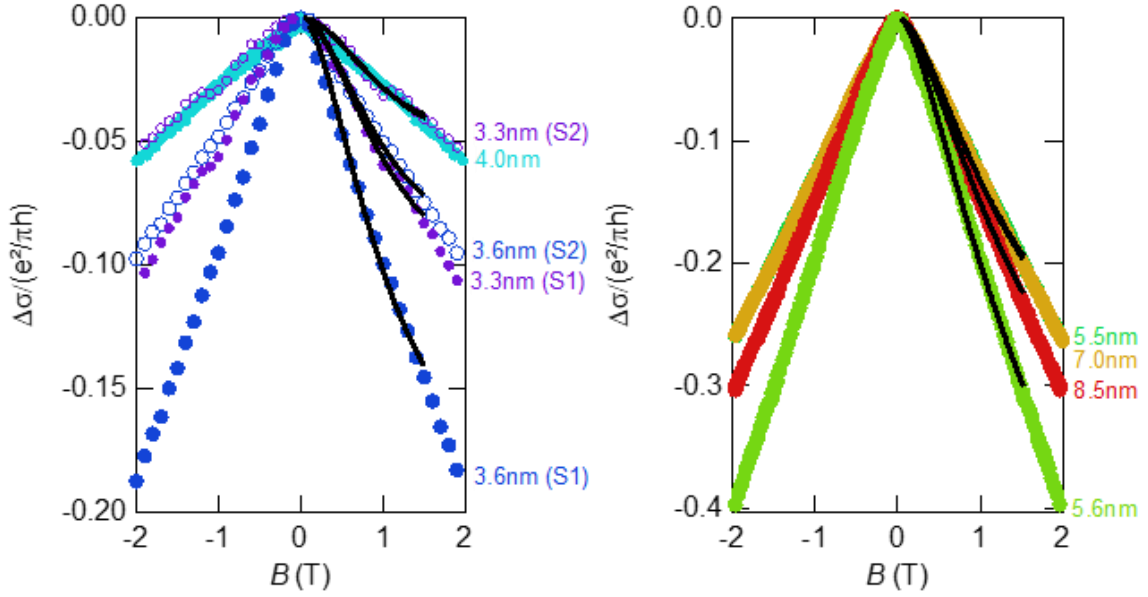 0.00
-0.05
-0.10
-0.15
-0.20
Δσ/(e²/πh)
-2 -1 0 1 2
B (T)
3.3nm (S2)
4.0nm
3.6nm (S2)
3.3nm (S1)
3.6nm (S1)
0.0
-0.1
-0.2
-0.3
-0.4
Δσ/(e²/πh)
-2 -1 0 1 2
B (T)
5.5nm
7.0nm
8.5nm
5.6nm